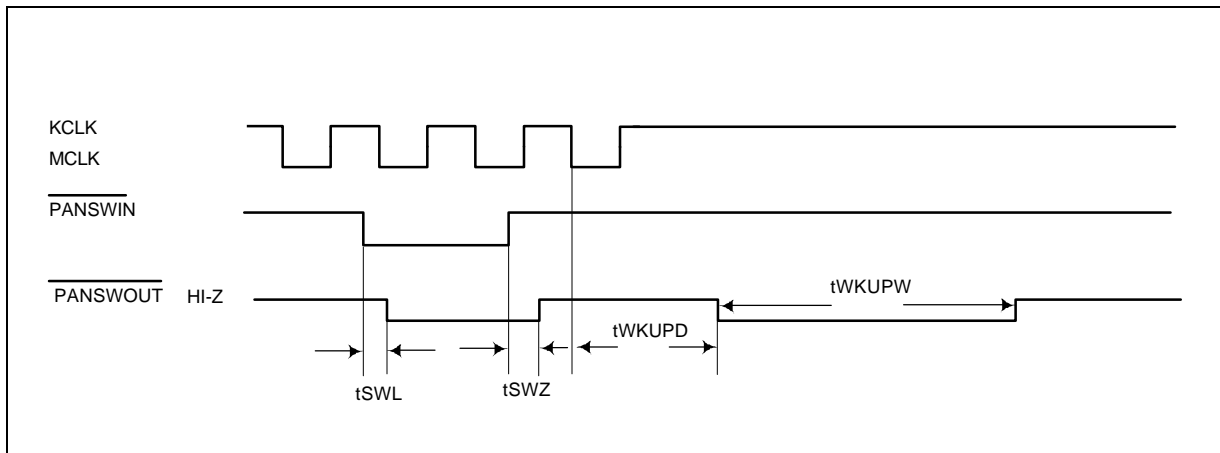 KCLK
MCLK
PANSWIN
PANSWOUT HI-Z
tWKUPW
tWKUPD
tSWL
tSWZ